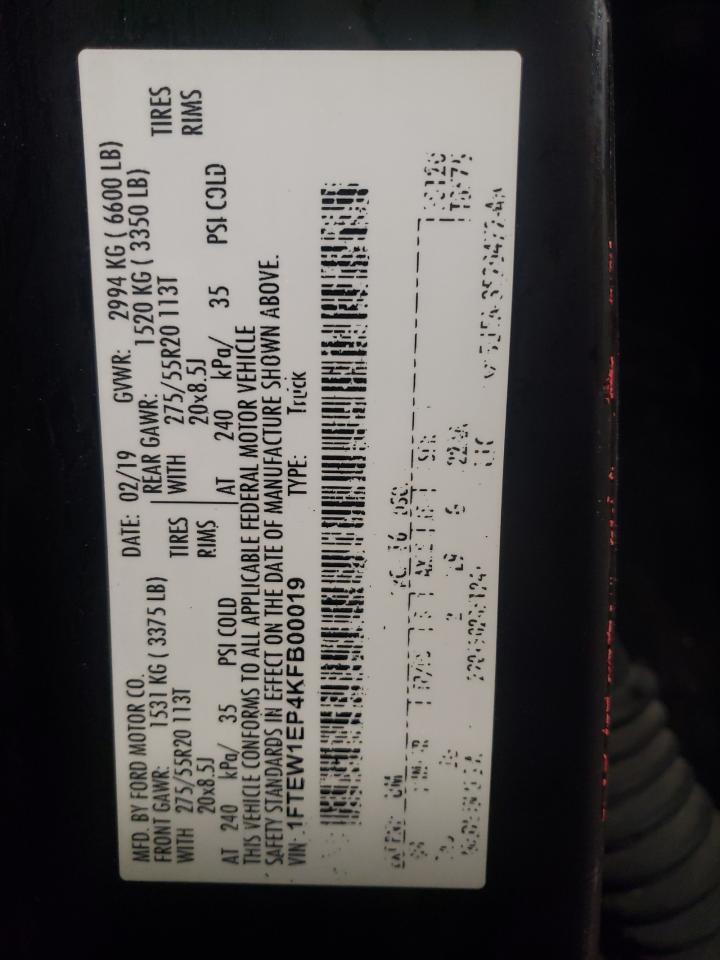 MFD. BY FORD MOTOR CO. DATE: 02/19 GVWR: 2994 KG ( 6600 LB)
FRONT GAWR: 1531 KG ( 3375 LB) REAR GAWR: 1520 KG ( 3350 LB)
WITH 275/55R20 113T TIRES WITH 275/55R20 113T TIRES
20x8.5J RIMS 20x8.5J RIMS
AT 240 kPa/ 35 PSI COLD AT 240 kPa/ 35 PSI COLD
THIS VEHICLE CONFORMS TO ALL APPLICABLE FEDERAL MOTOR VEHICLE
SAFETY STANDARDS IN EFFECT ON THE DATE OF MANUFACTURE SHOWN ABOVE.
VIN: 1FTEW1EP4KFB00019 TYPE: Truck